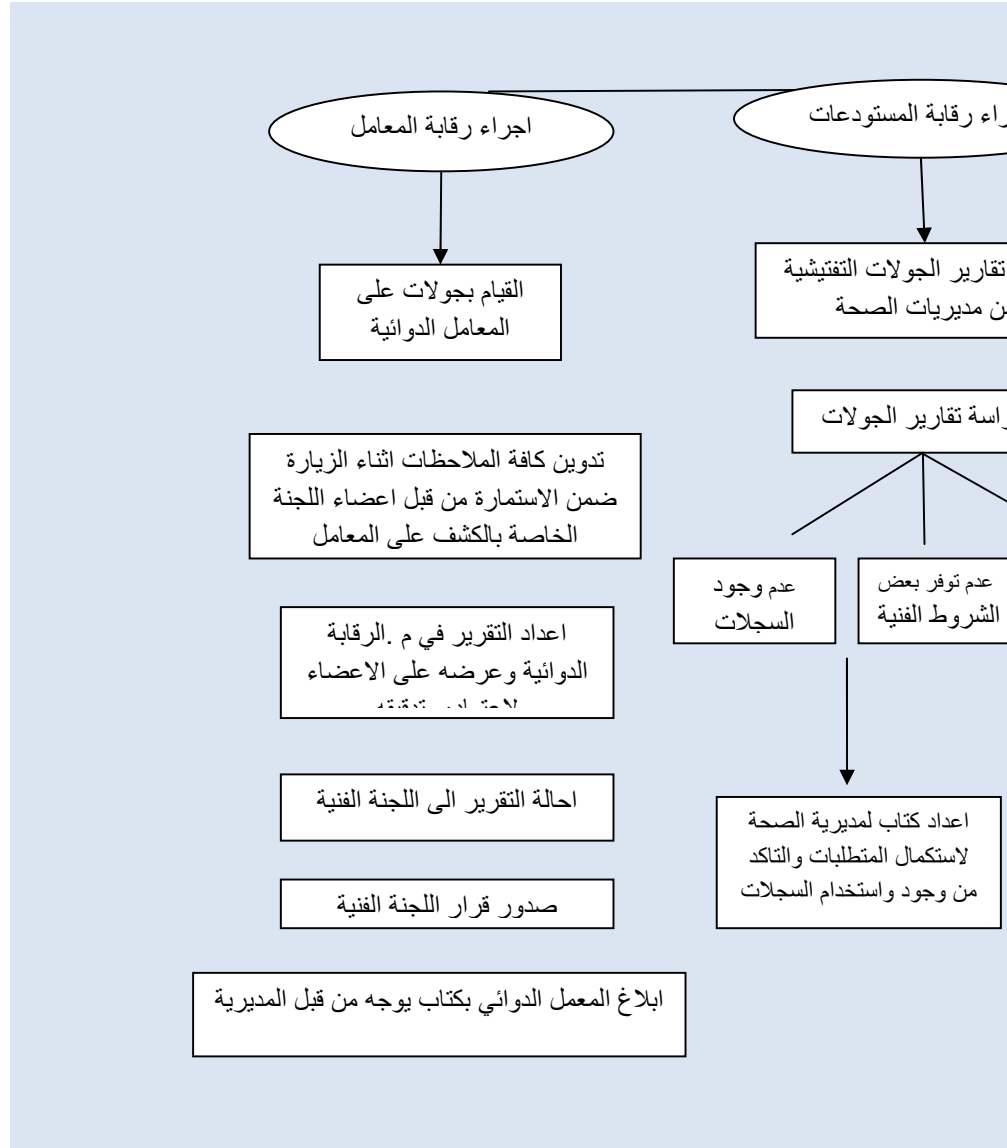 رقابة المستودعات
اجراء رقابة المعامل
تقارير الجولات التفتيشية
مديريات الصحة
تقارير الجولات
عدم توفر بعض
الشروط الفنية
عدم وجود
السجلات
اعداد كتاب لمديرية الصحة
لاستكمال المتطلبات والتاكد
من وجود واستخدام السجلات
القيام بجولات على
المعامل الدوائية
تدوين كافة الملاحظات اثناء الزيارة
ضمن الاستمارة من قبل اعضاء اللجنة
الخاصة بالكشف على المعامل
اعداد التقرير في م .الرقابة
الدوائية وعرضه على الاعضاء
احالة التقرير الى اللجنة الفنية
صدور قرار اللجنة الفنية
ابلاغ المعمل الدوائي بكتاب يوجه من قبل المديرية